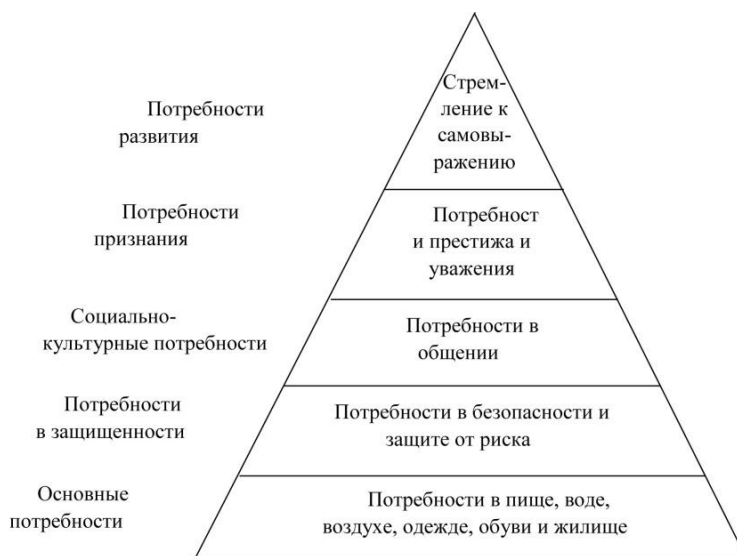 Потребности
развития
Стрем-
ление к
самовы-
ражению
Потребности
признания
Потребност
и престижа и
уважения
Социально-
культурные потребности
Потребности в
общении
Потребности
в защищенности
Потребности в безопасности и
защите от риска
Основные
потребности
Потребности в пище, воде,
воздухе, одежде, обуви и жилище